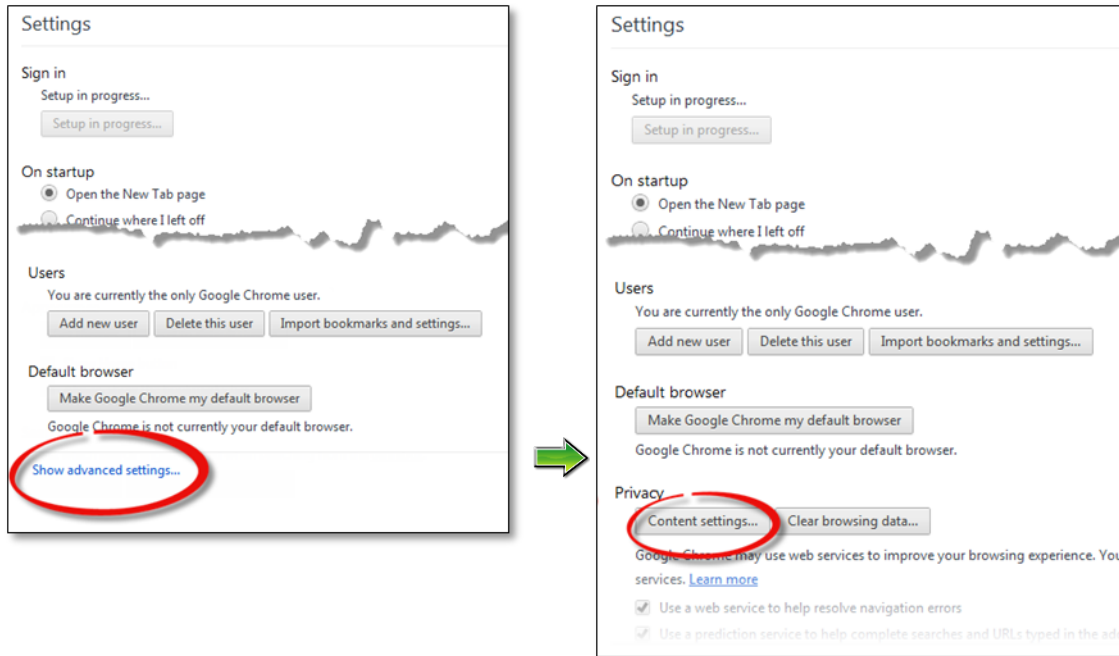 Settings
Sign in
Setup in progress...
Setup in progress...
On startup
Open the New Tab page
Continue where I left off
Users
You are currently the only Google Chrome user.
Add new user Delete this user Import bookmarks and settings...
Default browser
Make Google Chrome my default browser
Google Chrome is not currently your default browser.
Show advanced settings...
Settings
Sign in
Setup in progress...
Setup in progress...
On startup
Open the New Tab page
Continue where I left off
Users
You are currently the only Google Chrome user.
Add new user Delete this user Import bookmarks and settings...
Default browser
Make Google Chrome my default browser
Google Chrome is not currently your default browser.
Privacy
Content settings... Clear browsing data...
Google Chrome may use web services to improve your browsing experience. You
services. Learn more
Use a web service to help resolve navigation errors
Use a prediction service to help complete searches and URLs typed in the